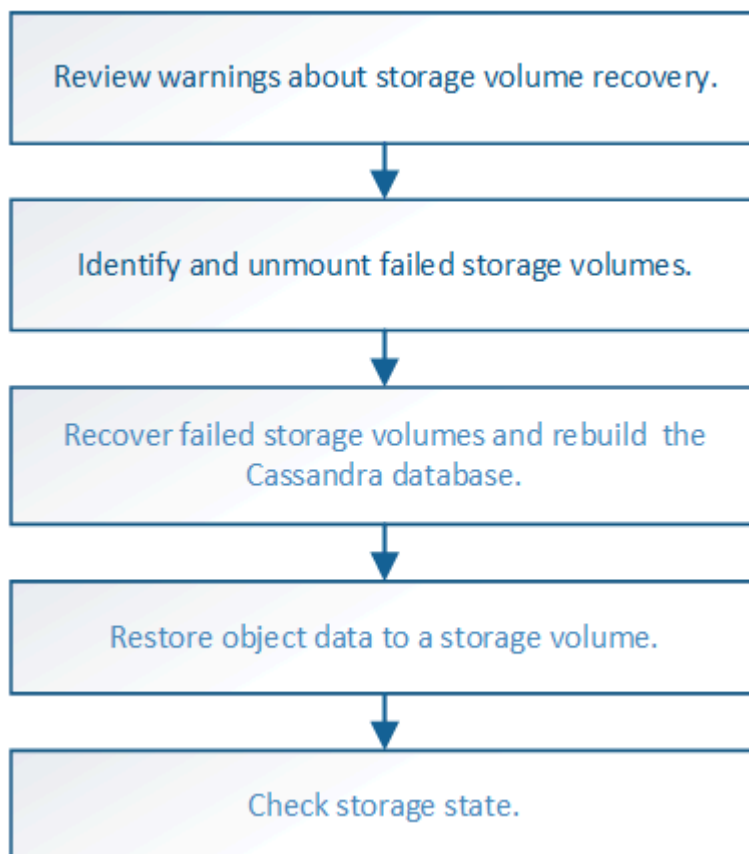 Review warnings about storage volume recovery.
Identify and unmount failed storage volumes.
Recover failed storage volumes and rebuild the
Cassandra database.
Restore object data to a storage volume.
Check storage state.